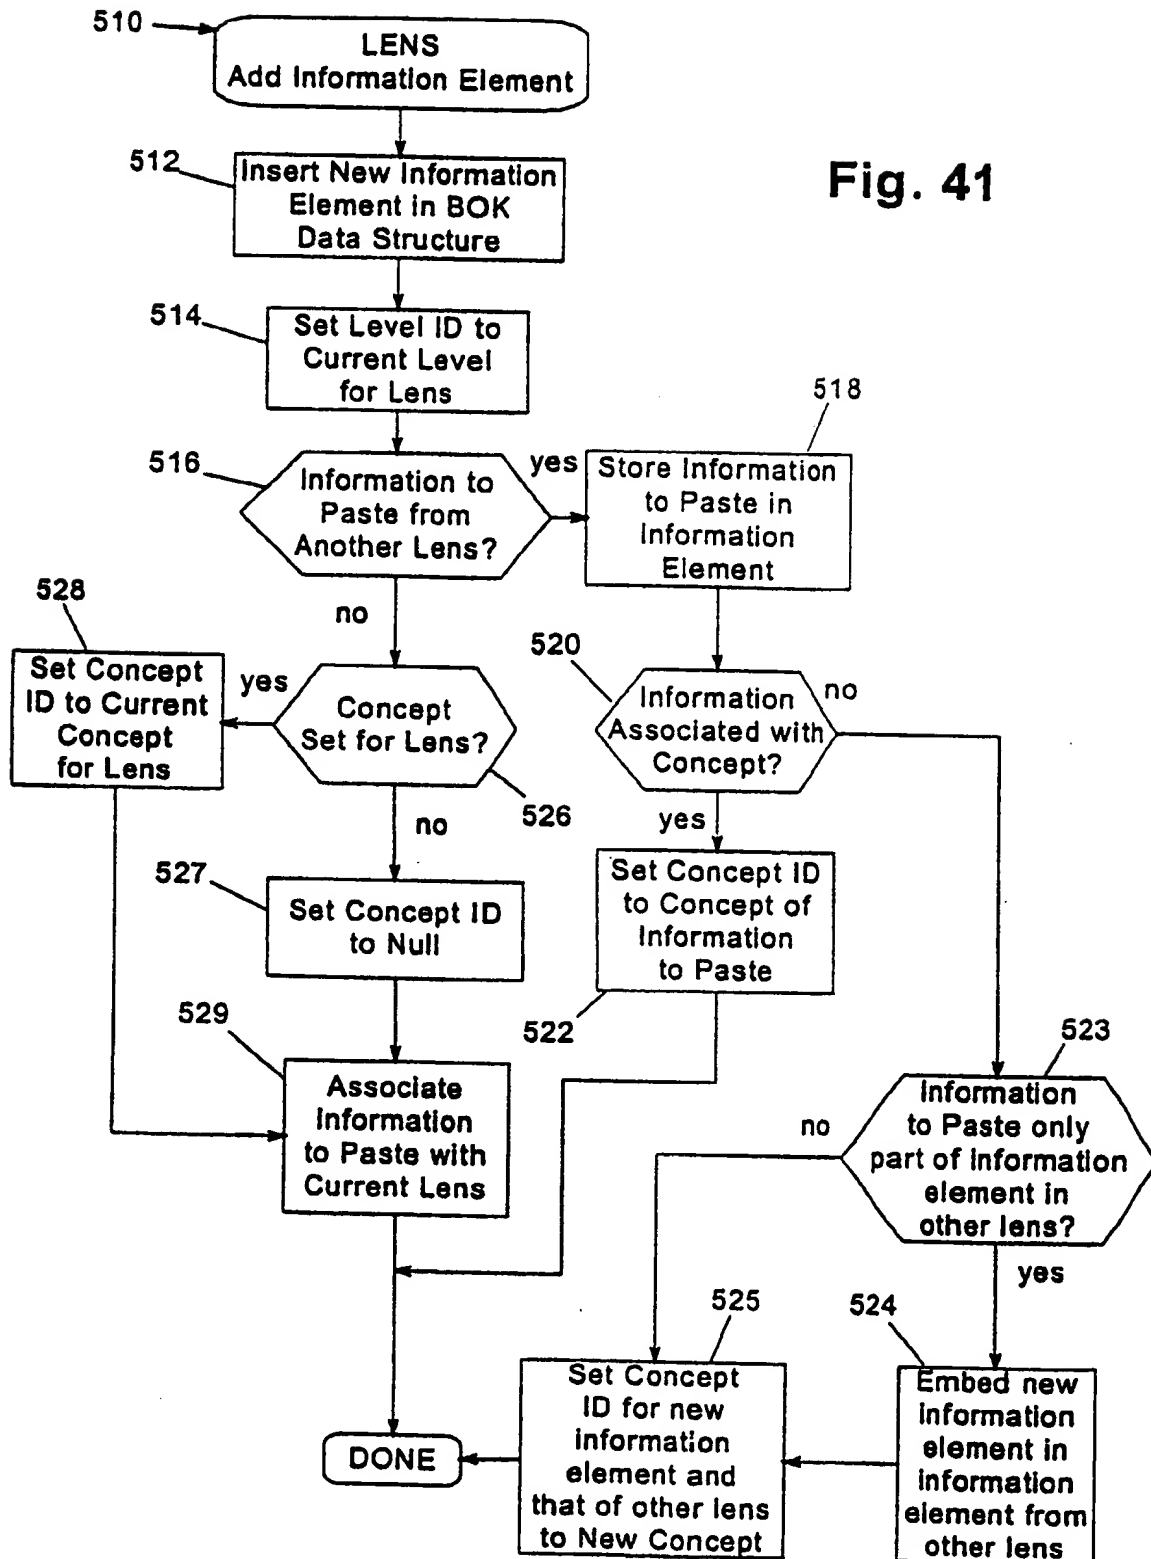 510
LENS
Add Information Element
Fig. 41
512
Insert New Information
Element in BOK
Data Structure
514
Set Level ID to
Current Level
for Lens
516
Information to
Paste from
Another Lens?
yes
518
Store Information
to Paste in
Information
Element
no
528
Set Concept
ID to Current
Concept
for Lens
yes
Concept
Set for Lens?
526
520
Information
Associated with
Concept?
no
no
yes
527
Set Concept ID
to Null
Set Concept ID
to Concept of
Information
to Paste
522
529
Associate
Information
to Paste with
Current Lens
523
Information
to Paste only
part of information
element in
other lens?
no
yes
525
Set Concept
ID for new
information
element and
that of other lens
to New Concept
524
Embed new
information
element in
information
element from
other lens
DONE